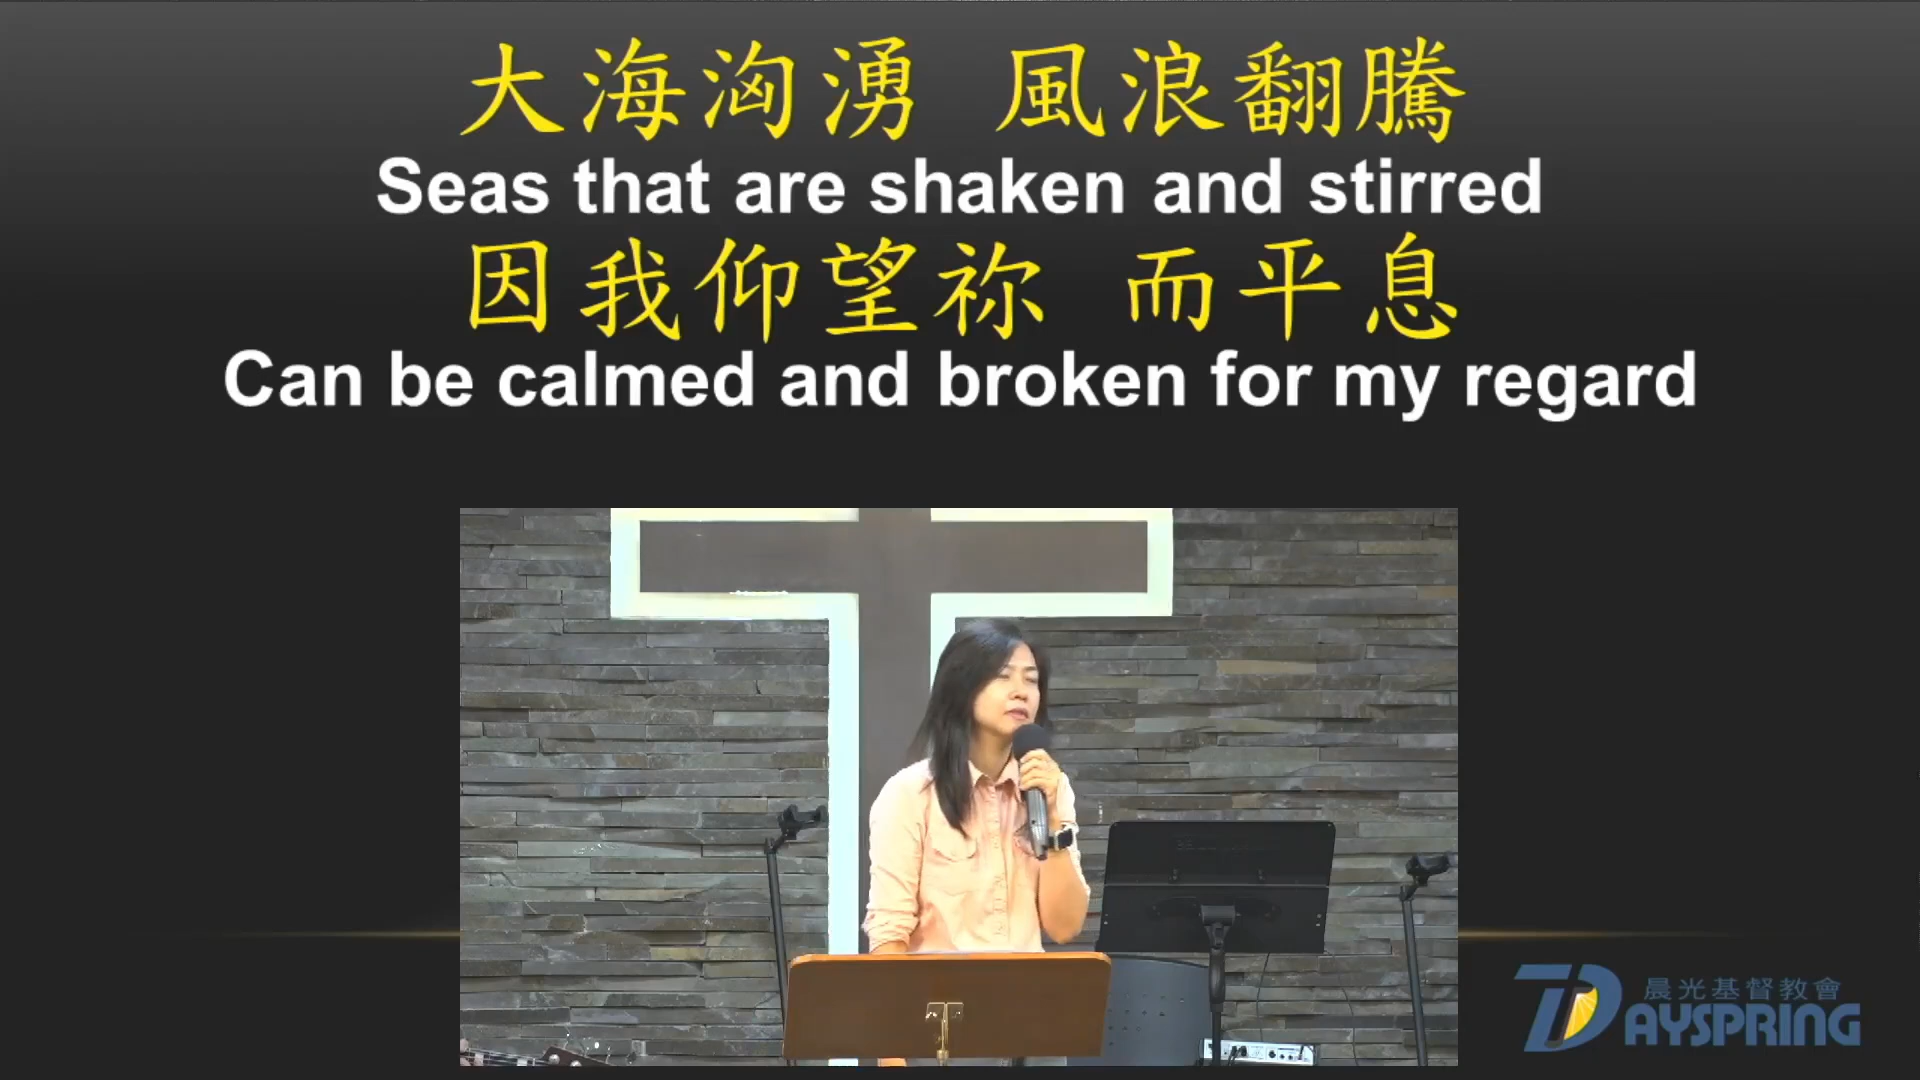 大海洶湧 風浪翻騰
Seas that are shaken and stirred
因我仰望祢 而平息
Can be calmed and broken for my regard
晨光基督教會
DAYSPRING